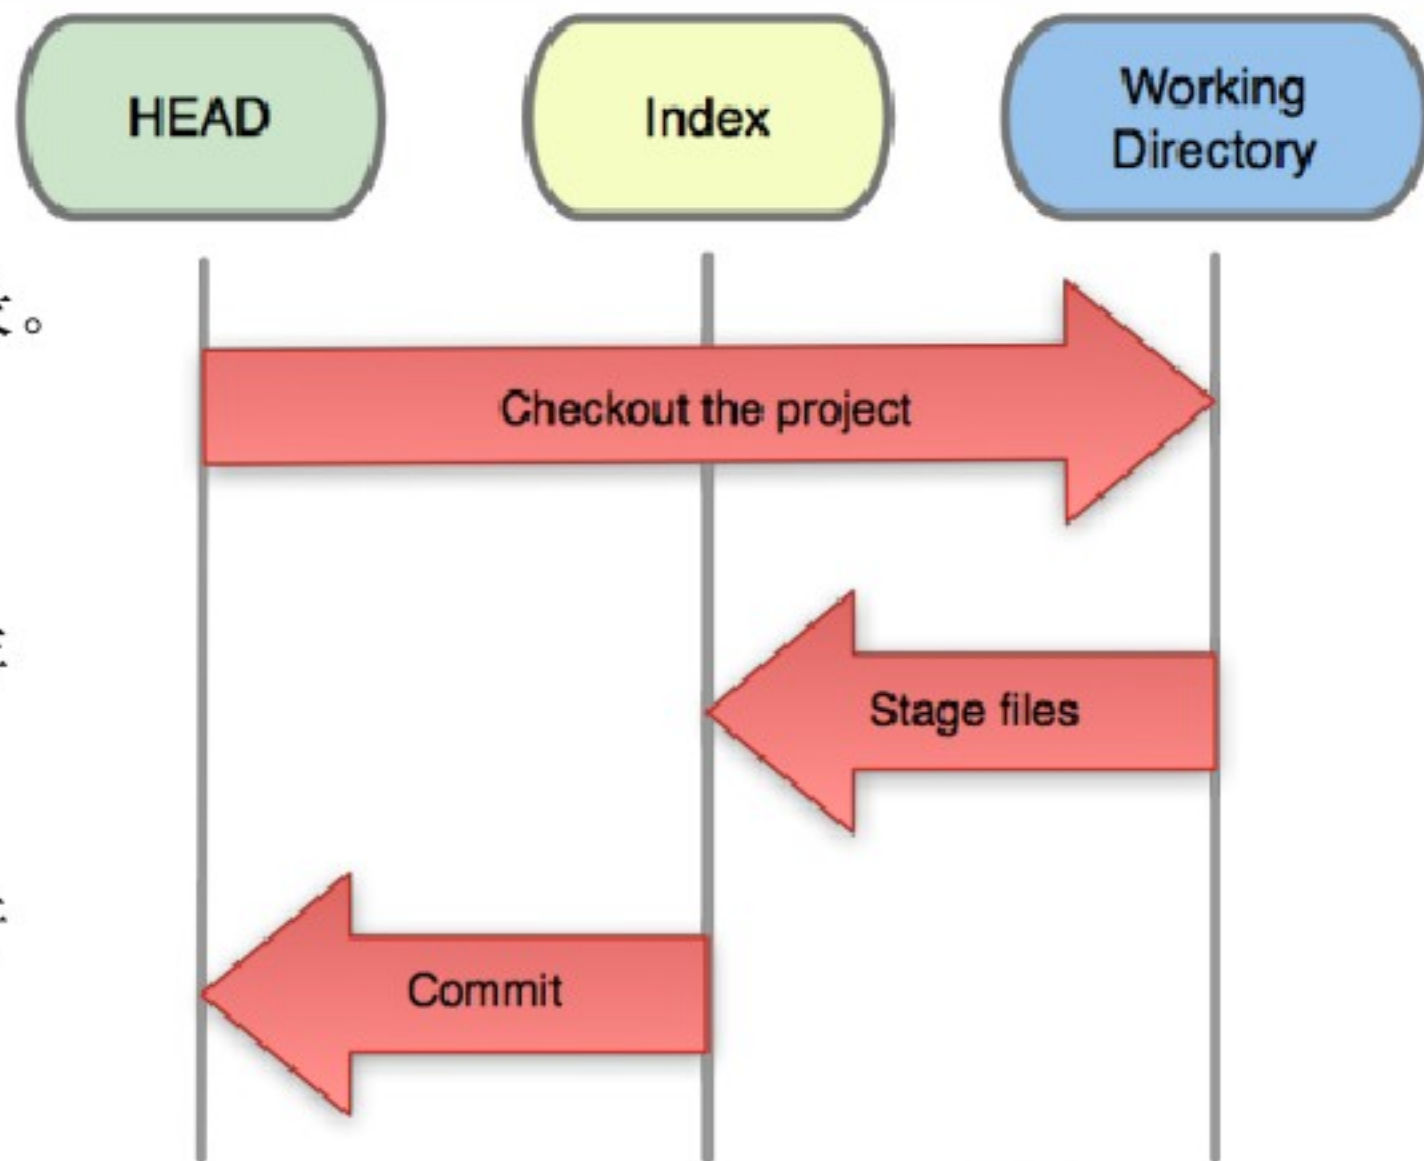 HEAD
Index
Working
Directory
。
Checkout the project
Stage files
Commit